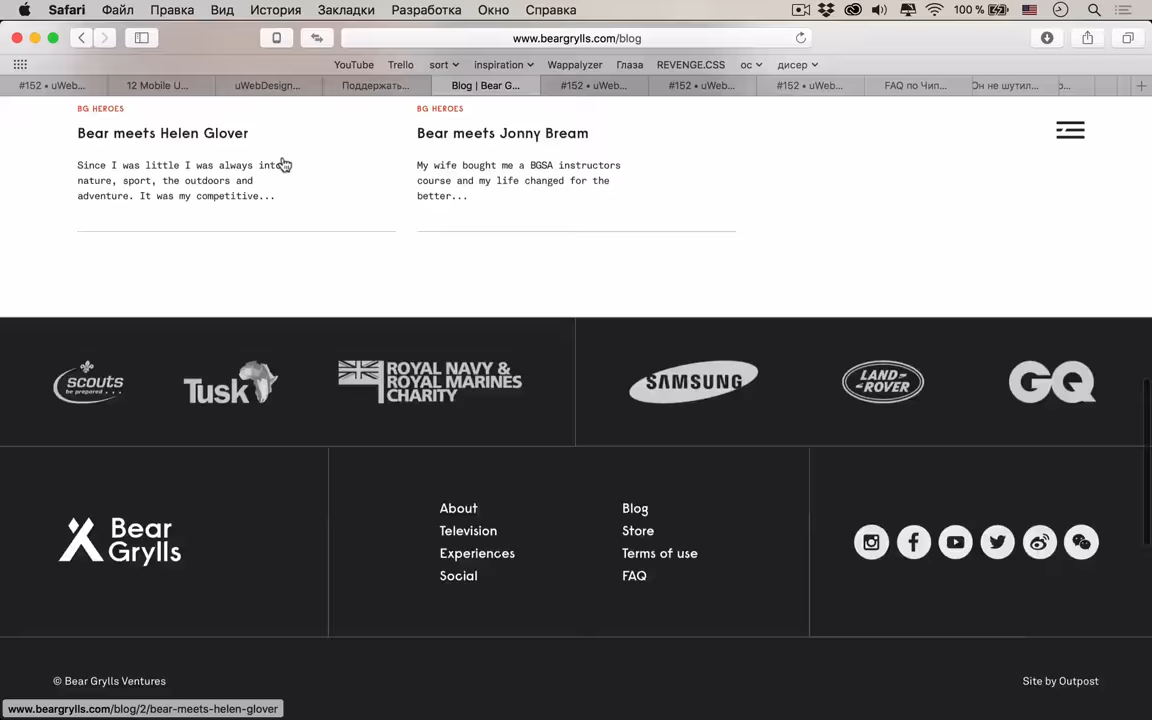 Safari Файл Правка Вид История Закладки Разработка Окно Справка 100 %
www.beargrylls.com/blog
YouTube Trello sort inspiration Wappalyzer Глаза REVENGE.CSS ос дисер
#152 • uWeb... 12 Mobile U... uWebDesign... Поддержать... Blog | Bear G... #152 • uWeb... #152 • uWeb... #152 • uWeb... FAQ по Чип... Он не шутил...
BG HEROES BG HEROES
Bear meets Helen Glover Bear meets Jonny Bream
Since I was little I was always into My wife bought me a BGSA instructors
nature, sport, the outdoors and course and my life changed for the
adventure. It was my competitive... better...
scouts
be prepared...
Tusk
ROYAL NAVY &
ROYAL MARINES
CHARITY
SAMSUNG
LAND-
ROVER
GQ
Bear
Grylls
About Blog
Television Store
Experiences Terms of use
Social FAQ
© Bear Grylls Ventures Site by Outpost
www.beargrylls.com/blog/2/bear-meets-helen-glover